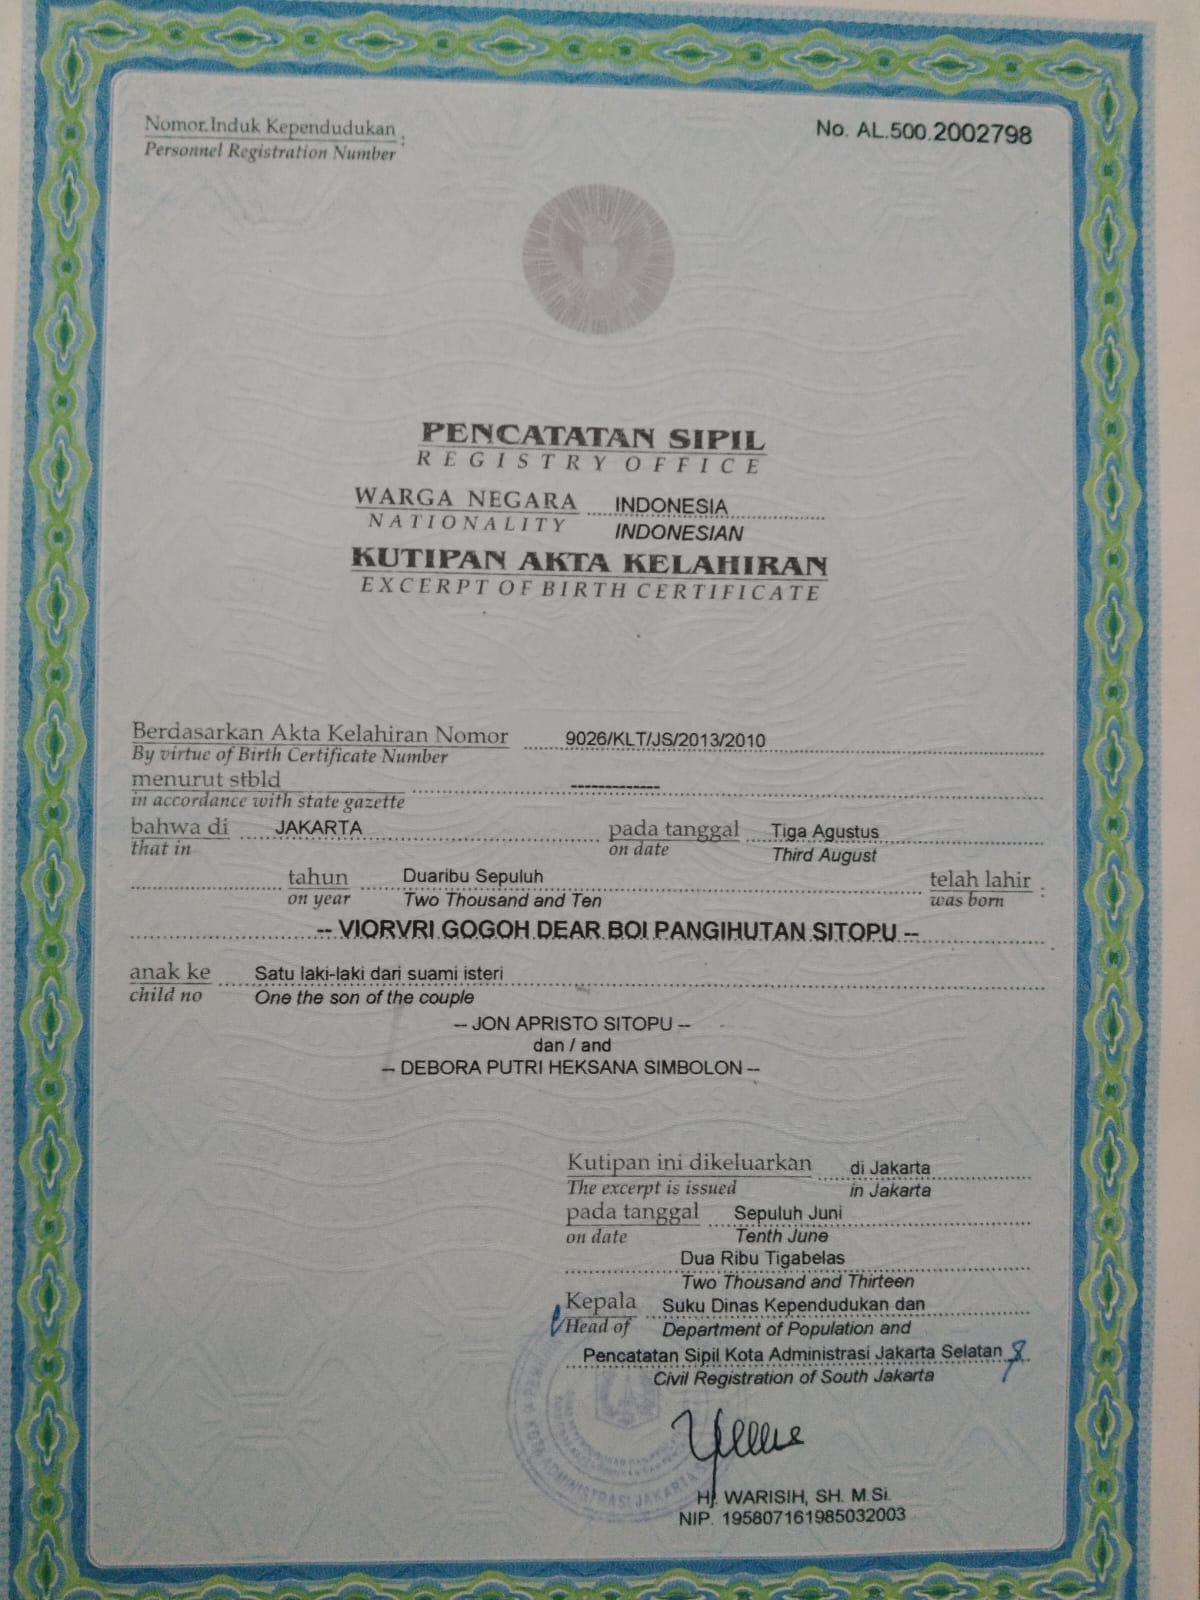 Nomor Induk Kependudukan :
Personnel Registration Number
No. AL.500.2002798
PENCATATAN SIPIL
REGISTRY OFFICE
WARGA NEGARA INDONESIA
NATIONALITY INDONESIAN
KUTIPAN AKTA KELAHIRAN
EXCERPT OF BIRTH CERTIFICATE
Berdasarkan Akta Kelahiran Nomor 9026/KLT/JS/2013/2010
By virtue of Birth Certificate Number
menurut stbld --------------
in accordance with state gazette
bahwa di JAKARTA pada tanggal Tiga Agustus
that in on date Third August
tahun Duaribu Sepuluh telah lahir :
on year Two Thousand and Ten was born
-- VIORVRI GOGOH DEAR BOI PANGIHUTAN SITOPU --
anak ke Satu laki-laki dari suami isteri
child no One the son of the couple
-- JON APRISTO SITOPU --
dan / and
-- DEBORA PUTRI HEKSANA SIMBOLON --
Kutipan ini dikeluarkan di Jakarta
The excerpt is issued in Jakarta
pada tanggal Sepuluh Juni
on date Tenth June
Dua Ribu Tigabelas
Two Thousand and Thirteen
Kepala Suku Dinas Kependudukan dan
Head of Department of Population and
Pencatatan Sipil Kota Administrasi Jakarta Selatan
Civil Registration of South Jakarta
KOTA ADMINISTRASI JAKARTA
Hj. WARISIH, SH. M.Si.
NIP. 195807161985032003